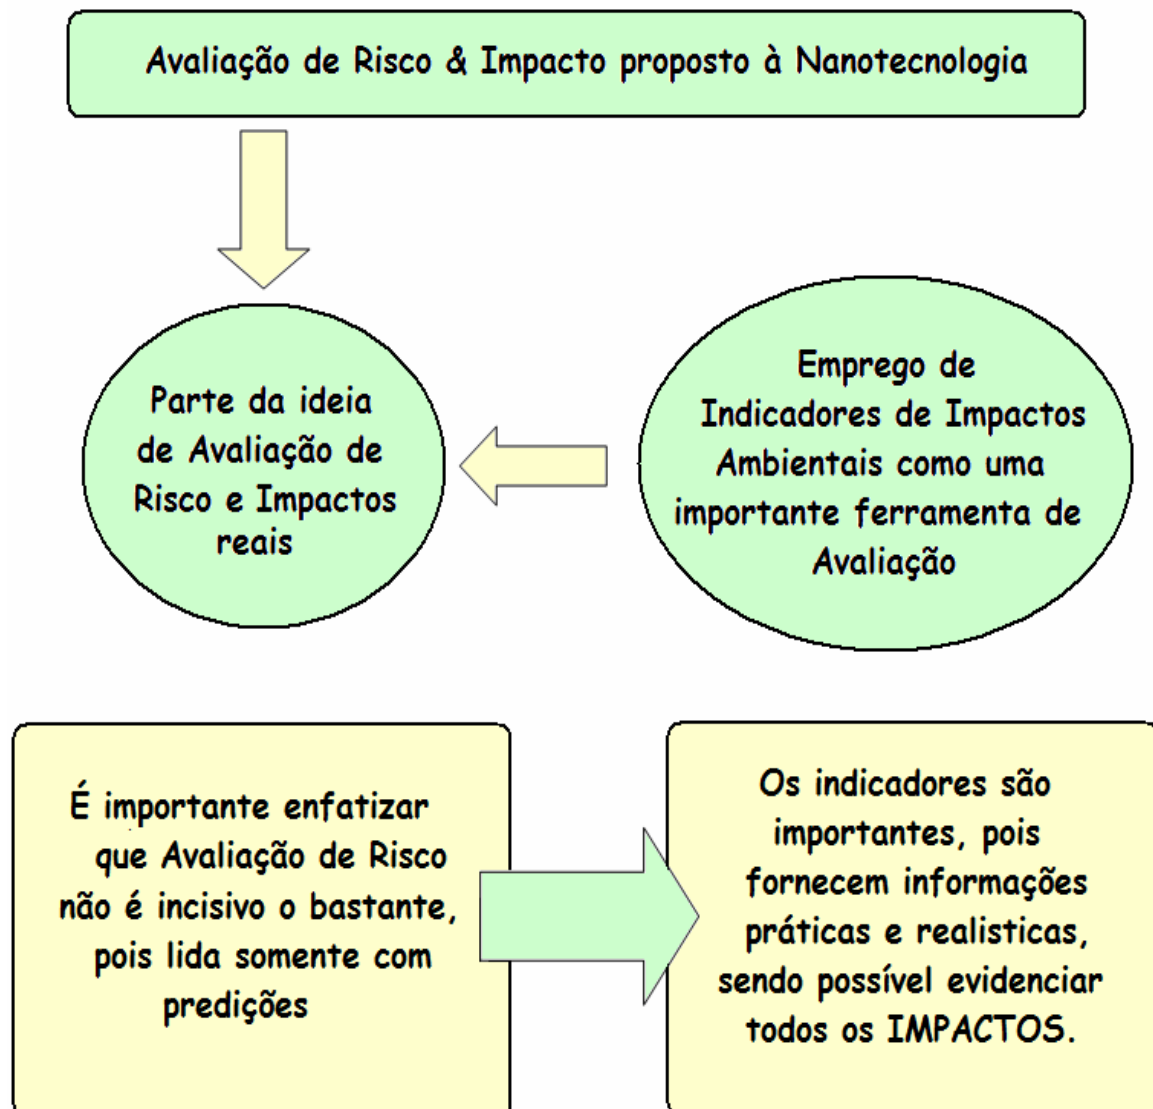 Avaliação de Risco & Impacto proposto à Nanotecnologia
Parte da ideia
de Avaliação de
Risco e Impactos
reais
Emprego de
Indicadores de Impactos
Ambientais como uma
importante ferramenta de
Avaliação
É importante enfatizar
que Avaliação de Risco
não é incisivo o bastante,
pois lida somente com
predições
Os indicadores são
importantes, pois
fornecem informações
práticas e realisticas,
sendo possível evidenciar
todos os IMPACTOS.